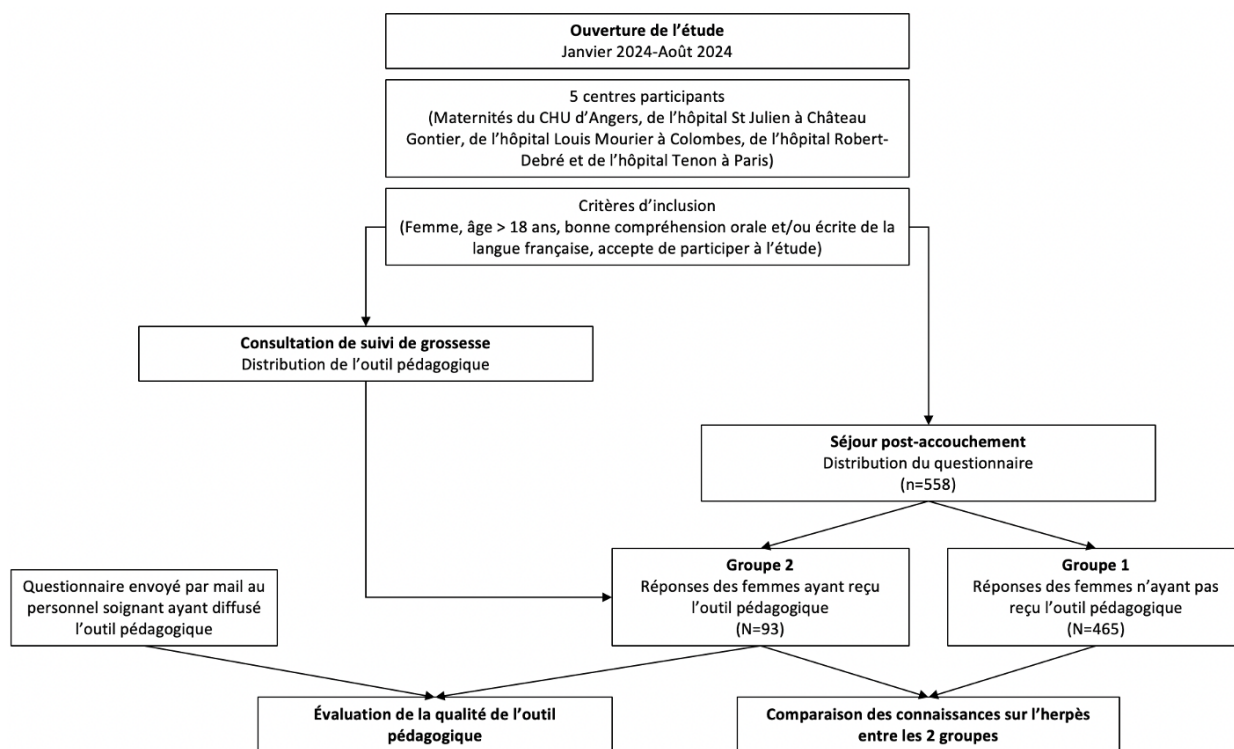 Ouverture de l'étude
Janvier 2024-Août 2024
5 centres participants
(Maternités du CHU d'Angers, de l'hôpital St Julien à Château
Gontier, de l'hôpital Louis Mourier à Colombes, de l'hôpital Robert-
Debré et de l'hôpital Tenon à Paris)
Critères d'inclusion
(Femme, âge > 18 ans, bonne compréhension orale et/ou écrite de la
langue française, accepte de participer à l'étude)
Consultation de suivi de grossesse
Distribution de l'outil pédagogique
Séjour post-accouchement
Distribution du questionnaire
(n=558)
Questionnaire envoyé par mail au
personnel soignant ayant diffusé
l'outil pédagogique
Groupe 2
Réponses des femmes ayant reçu
l'outil pédagogique
(N=93)
Groupe 1
Réponses des femmes n'ayant pas
reçu l'outil pédagogique
(N=465)
Évaluation de la qualité de l'outil
pédagogique
Comparaison des connaissances sur l'herpès
entre les 2 groupes